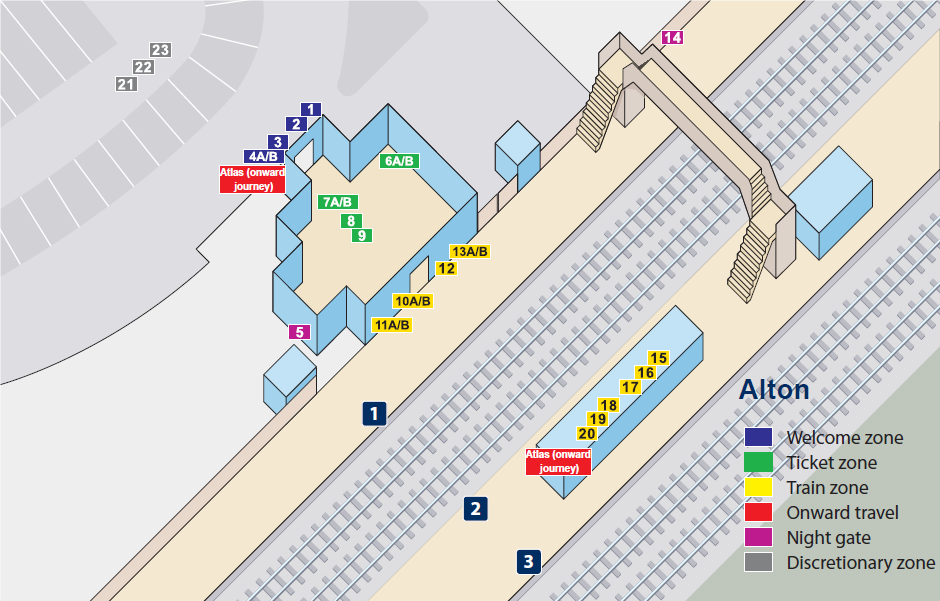 14
23
22
21
1
2
3
4A/B
Atlas (onward
journey)
6A/B
7A/B
8
9
13A/B
12
10A/B
11A/B
5
15
16
17
18
19
20
Atlas (onward
journey)
1
2
3
Alton
Welcome zone
Ticket zone
Train zone
Onward travel
Night gate
Discretionary zone